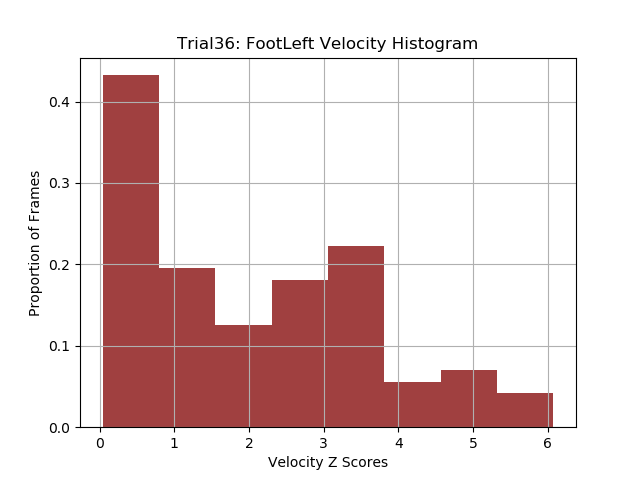 Trial36: FootLeft Velocity Histogram
Proportion of Frames
0.4
0.3
0.2
0.1
0.0
0 1 2 3 4 5 6
Velocity Z Scores